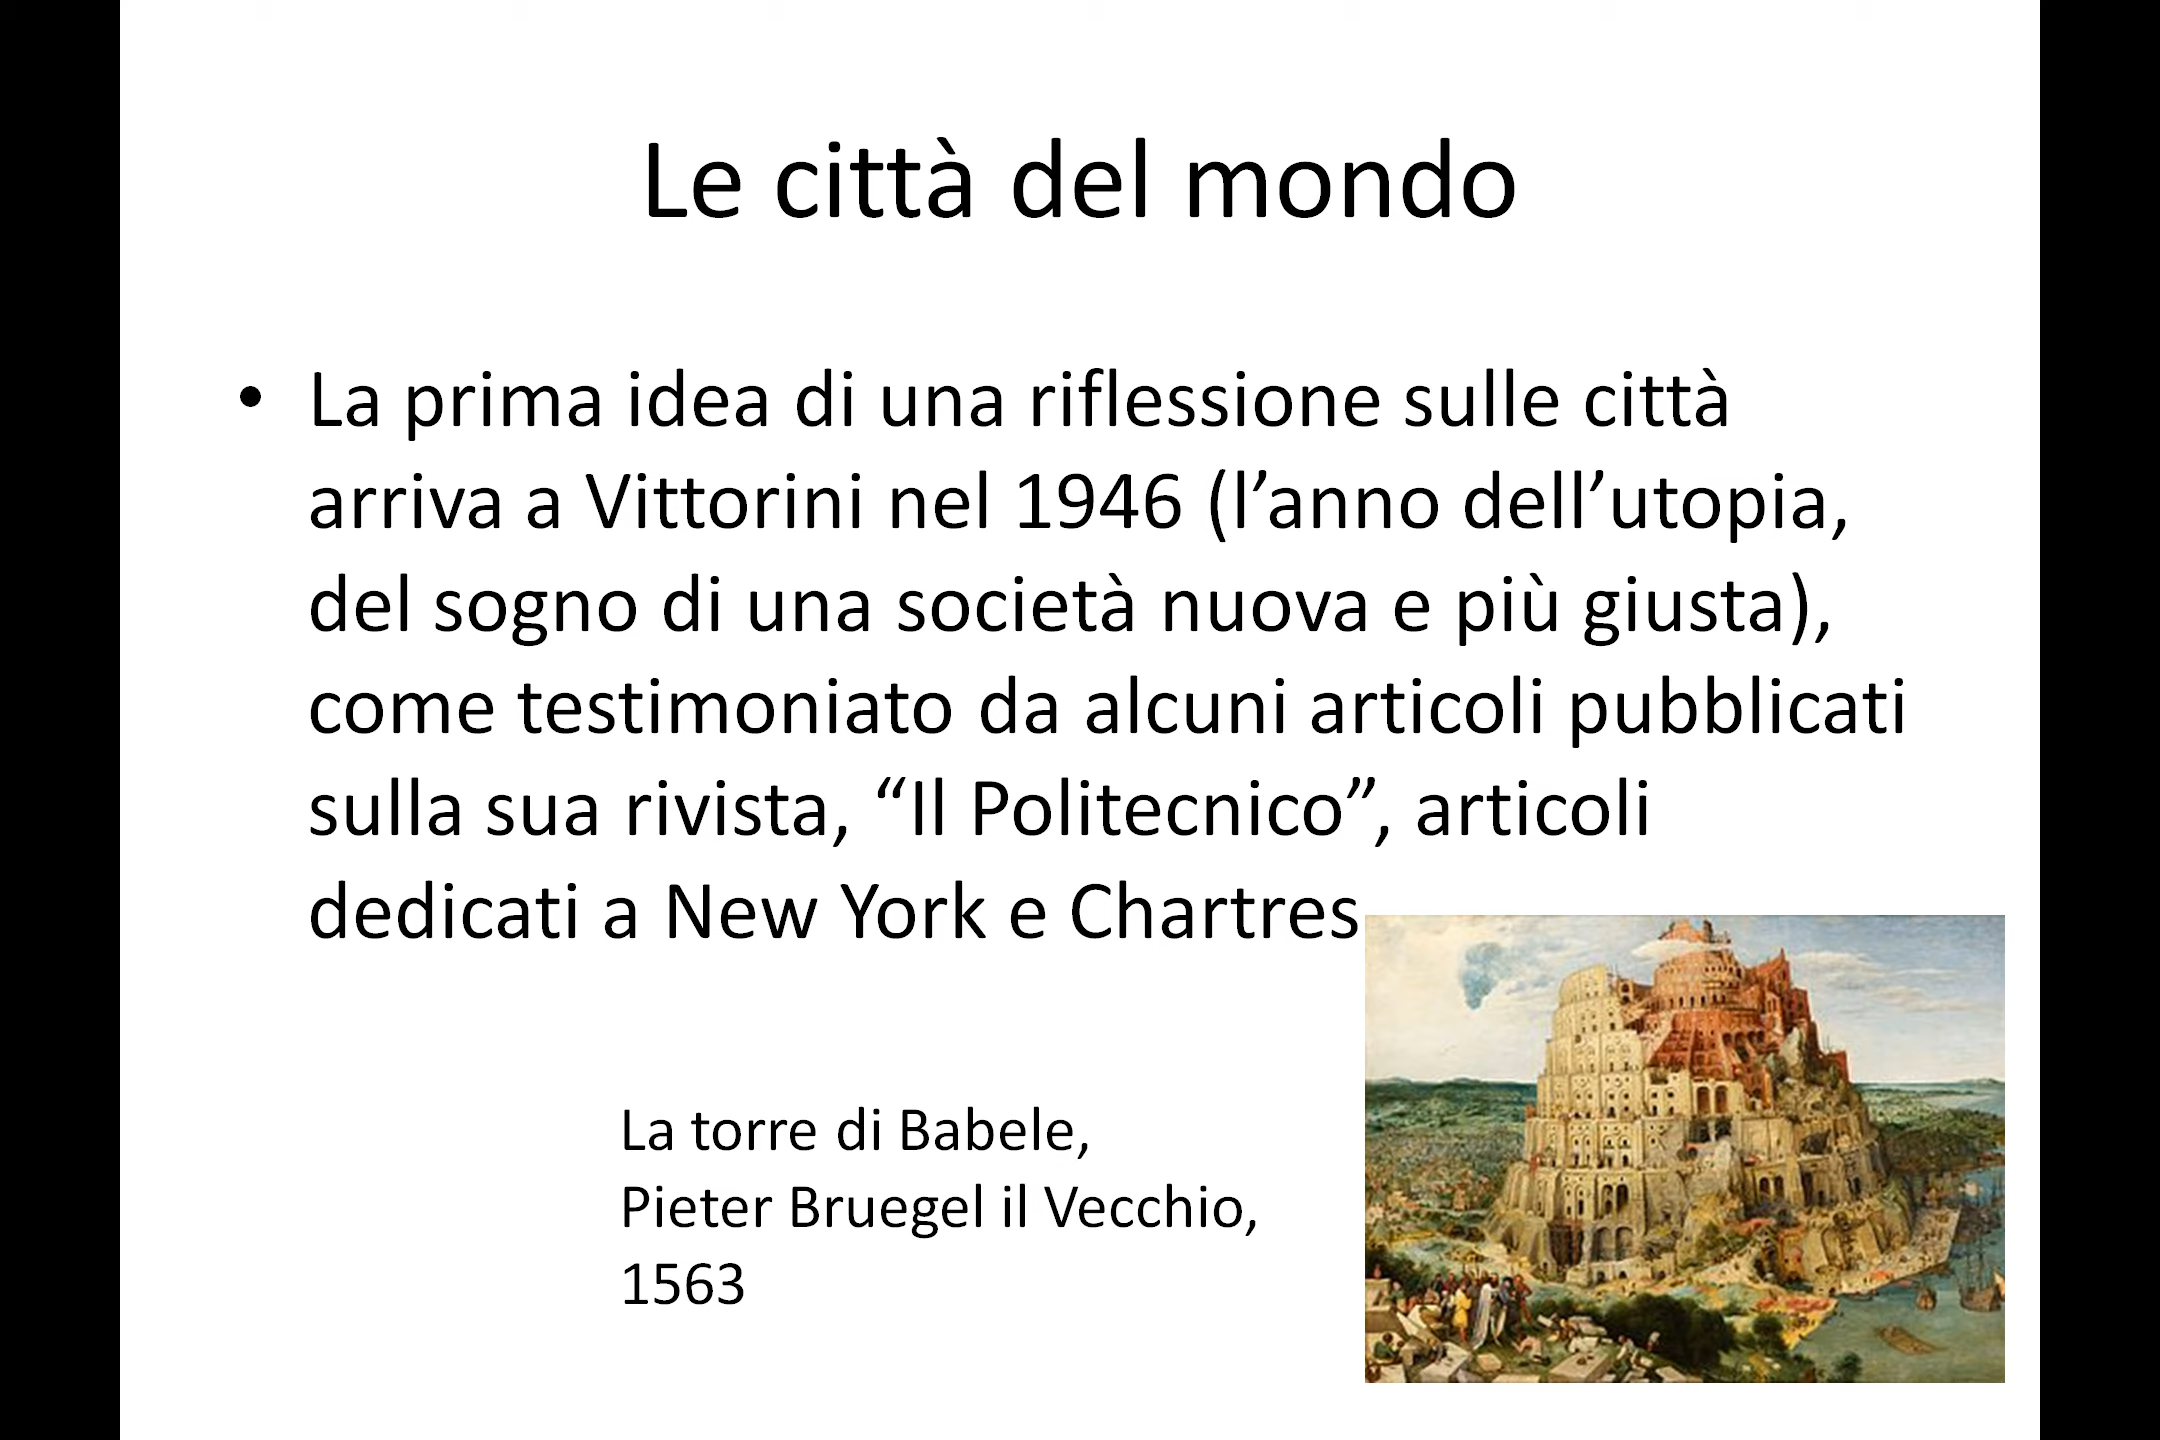 Le città del mondo
• La prima idea di una riflessione sulle città
arriva a Vittorini nel 1946 (l’anno dell’utopia,
del sogno di una società nuova e più giusta),
come testimoniato da alcuni articoli pubblicati
sulla sua rivista, “Il Politecnico”, articoli
dedicati a New York e Chartres
La torre di Babele,
Pieter Bruegel il Vecchio,
1563